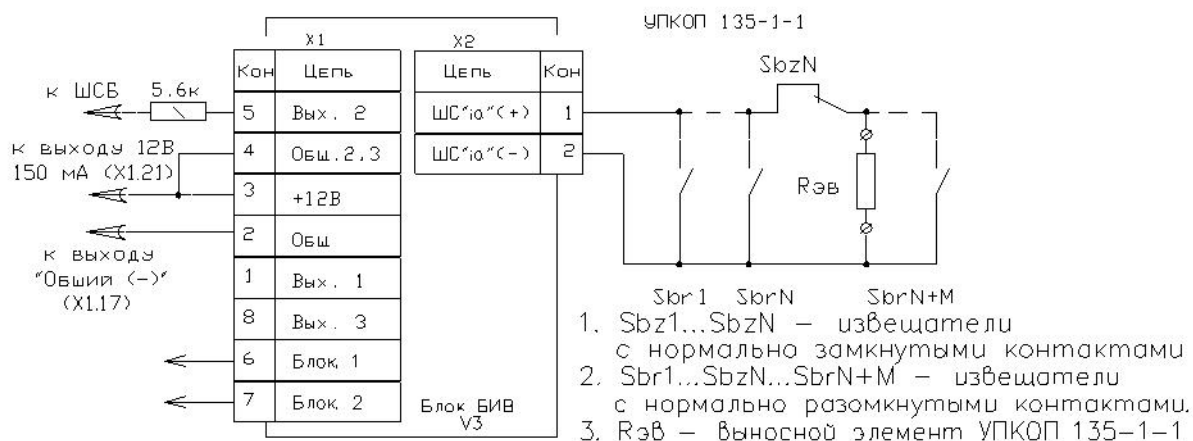 УПКОП 135-1-1
X1
X2
Кон Цепь
Цепь Кон
SbzN
к ШСБ 5.6к
5 Вых. 2
ШС"ia"(+) 1
к выходу 12В
150 мА (X1.21)
4 Общ.2,3
ШС"ia"(-) 2
3 +12В
Rэв
2 Общ
к выходу
"Общий (-)"
(X1.17)
1 Вых. 1
8 Вых. 3
6 Блок. 1
7 Блок. 2
Блок БИВ
V3
Sbr1 SbrN SbrN+M
1. Sbz1...SbzN – извещатели
с нормально замкнутыми контактами
2. Sbr1...SbzN...SbrN+M – извещатели
с нормально разомкнутыми контактами.
3. Rэв – выносной элемент УПКОП 135-1-1